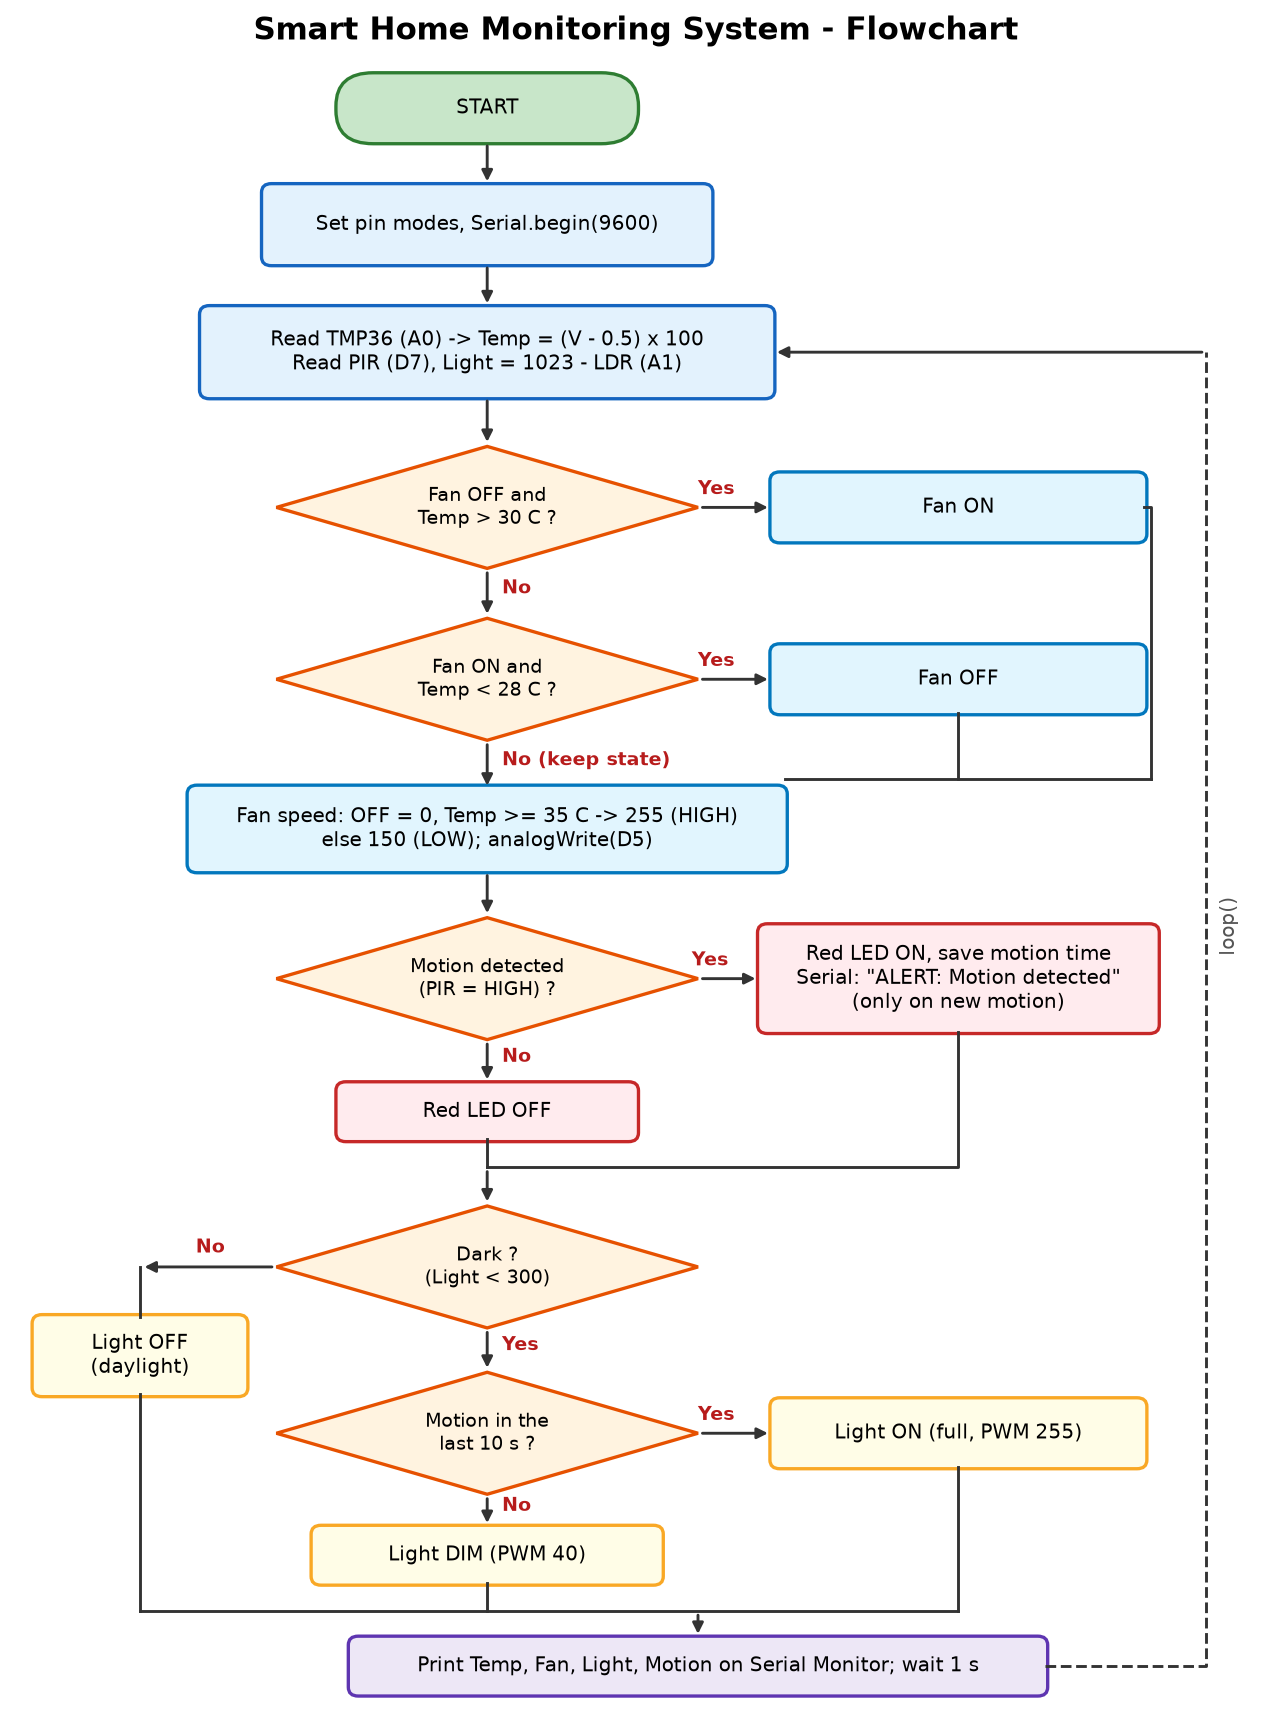 Smart Home Monitoring System - Flowchart
START
Set pin modes, Serial.begin(9600)
Read TMP36 (A0) -> Temp = (V - 0.5) x 100
Read PIR (D7), Light = 1023 - LDR (A1)
Fan OFF and
Temp > 30 C ?
Yes
Fan ON
No
Fan ON and
Temp < 28 C ?
Yes
Fan OFF
No (keep state)
Fan speed: OFF = 0, Temp >= 35 C -> 255 (HIGH)
else 150 (LOW); analogWrite(D5)
loop()
Motion detected
(PIR = HIGH) ?
Yes
Red LED ON, save motion time
Serial: "ALERT: Motion detected"
(only on new motion)
No
Red LED OFF
Dark ?
(Light < 300)
No
Light OFF
(daylight)
Yes
Motion in the
last 10 s ?
Yes
Light ON (full, PWM 255)
No
Light DIM (PWM 40)
Print Temp, Fan, Light, Motion on Serial Monitor; wait 1 s